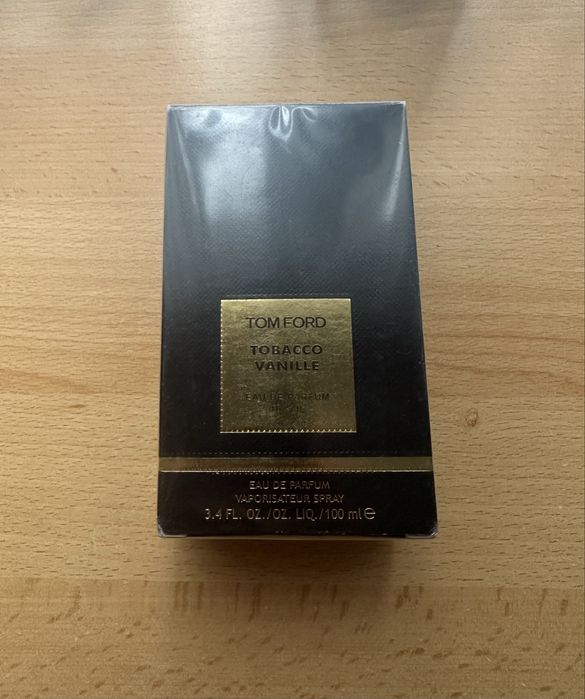 TOM FORD
TOBACCO
VANILLE
EAU DE PARFUM
EAU DE PARFUM
VAPORISATEUR SPRAY
3.4 FL. OZ./OZ. LIQ./100 ml ℮